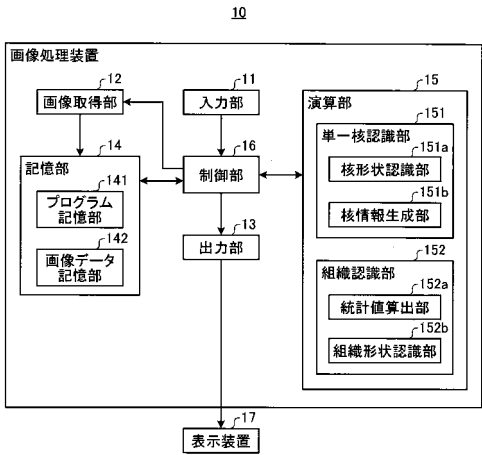 10
画像処理装置
12
画像取得部
11
入力部
15
演算部
151
単一核認識部
151a
核形状認識部
151b
核情報生成部
14
記憶部
141
プログラム
記憶部
142
画像データ
記憶部
16
制御部
13
出力部
152
組織認識部
152a
統計値算出部
152b
組織形状認識部
17
表示装置